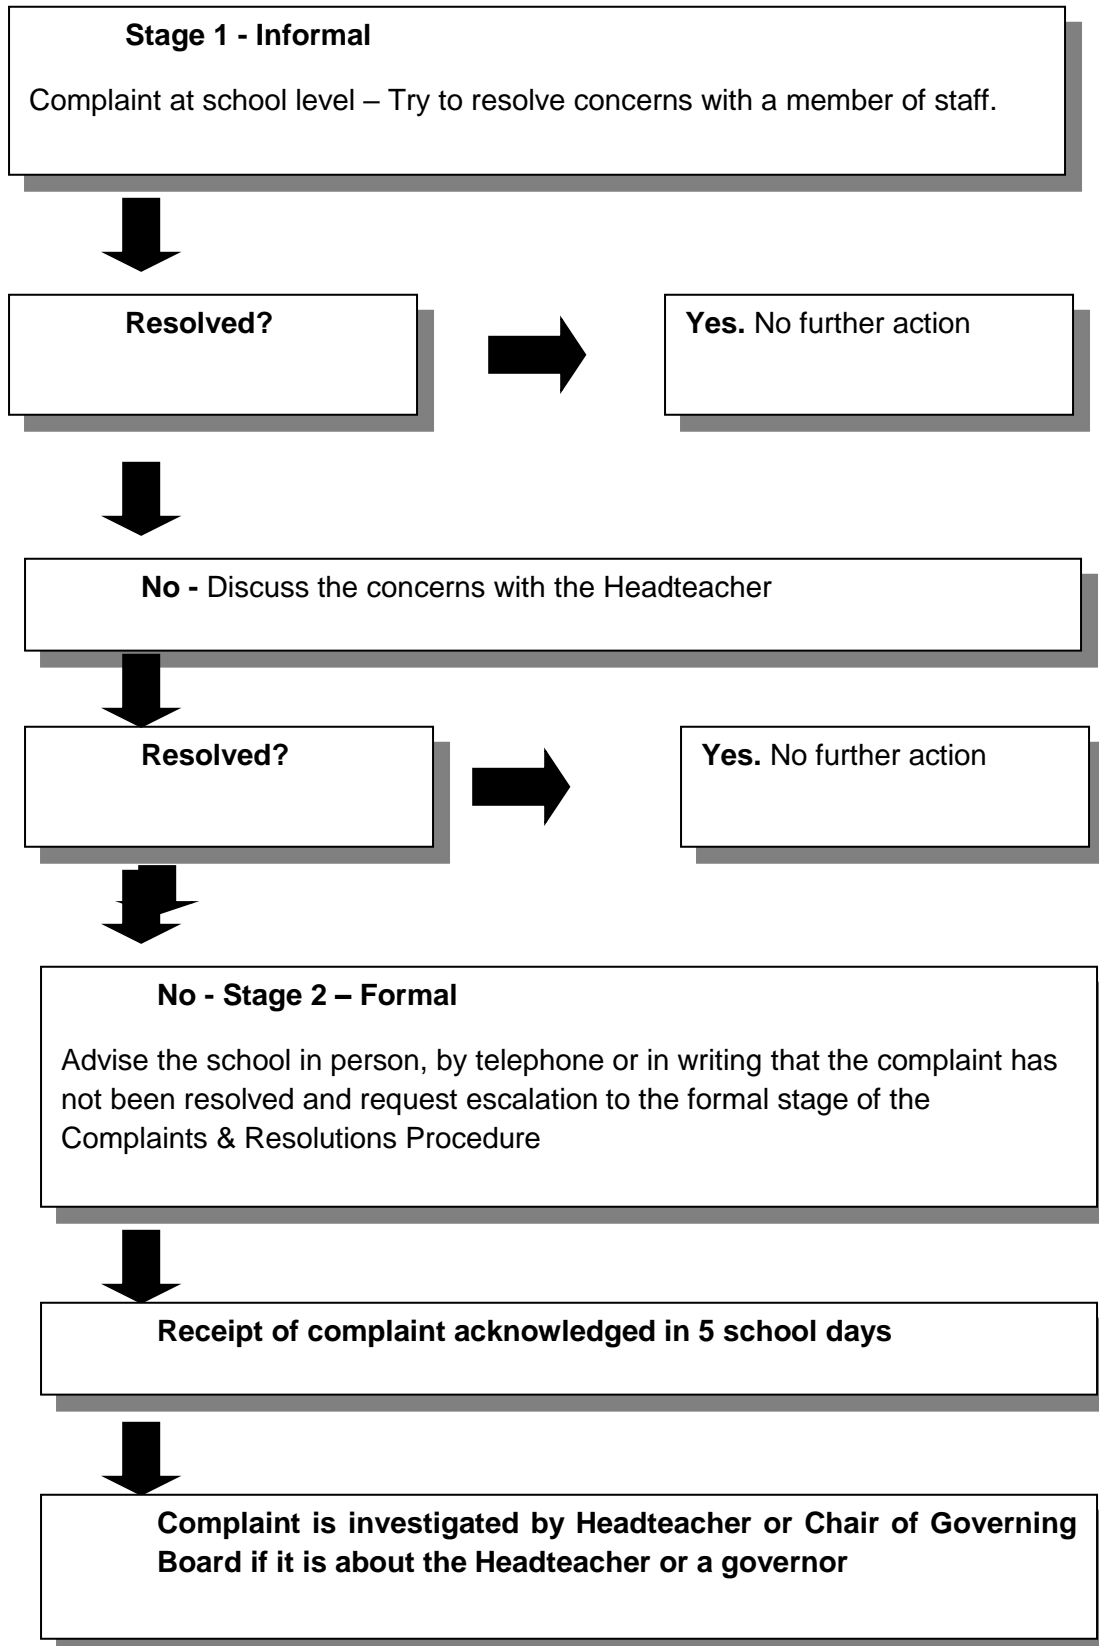 Stage 1 - Informal
Complaint at school level – Try to resolve concerns with a member of staff.
Resolved?
Yes. No further action
No - Discuss the concerns with the Headteacher
Resolved?
Yes. No further action
No - Stage 2 – Formal
Advise the school in person, by telephone or in writing that the complaint has
not been resolved and request escalation to the formal stage of the
Complaints & Resolutions Procedure
Receipt of complaint acknowledged in 5 school days
Complaint is investigated by Headteacher or Chair of Governing
Board if it is about the Headteacher or a governor